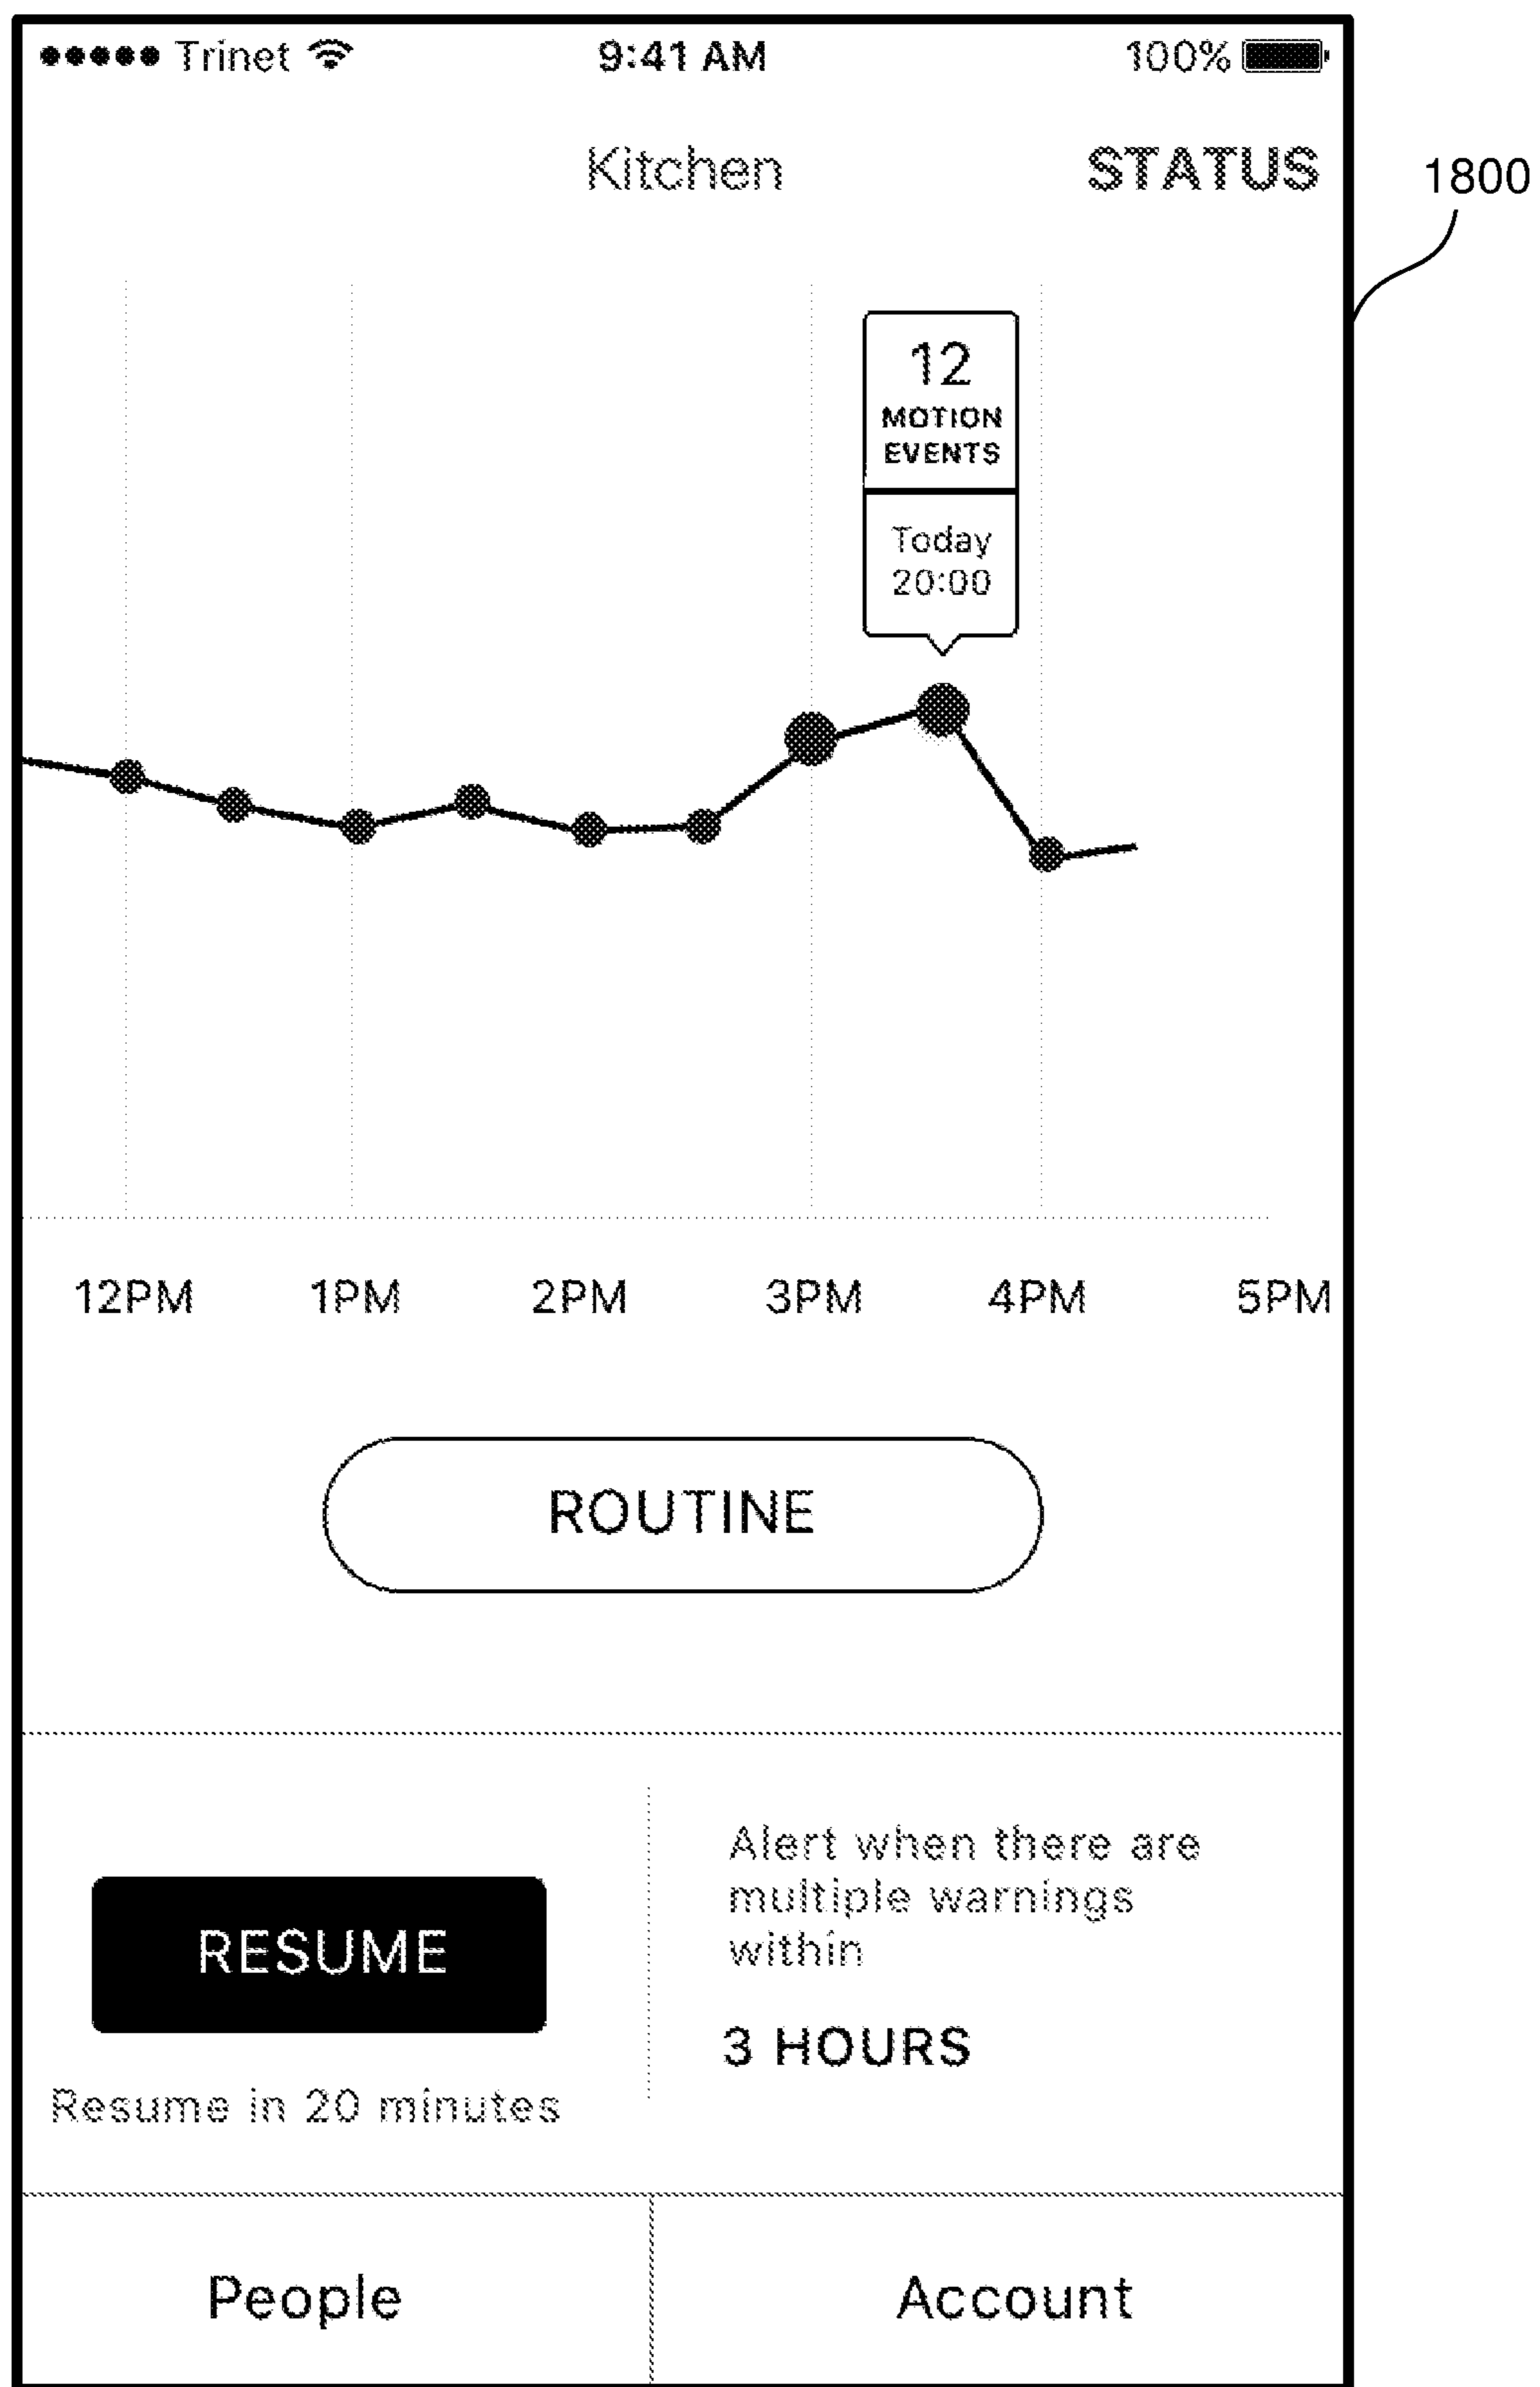 Trinet 9:41 AM 100%
Kitchen STATUS
1800
12
MOTION
EVENTS
Today
20:00
12PM 1PM 2PM 3PM 4PM 5PM
ROUTINE
RESUME
Resume in 20 minutes
Alert when there are
multiple warnings
within
3 HOURS
People Account